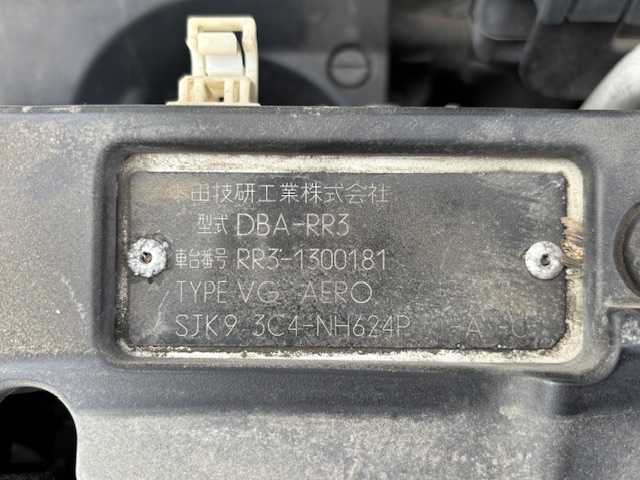 本田技研工業株式会社
型式 DBA-RR3
車台番号 RR3-1300181
TYPE VG AERO
SJK9 3C4-NH624P -A -C